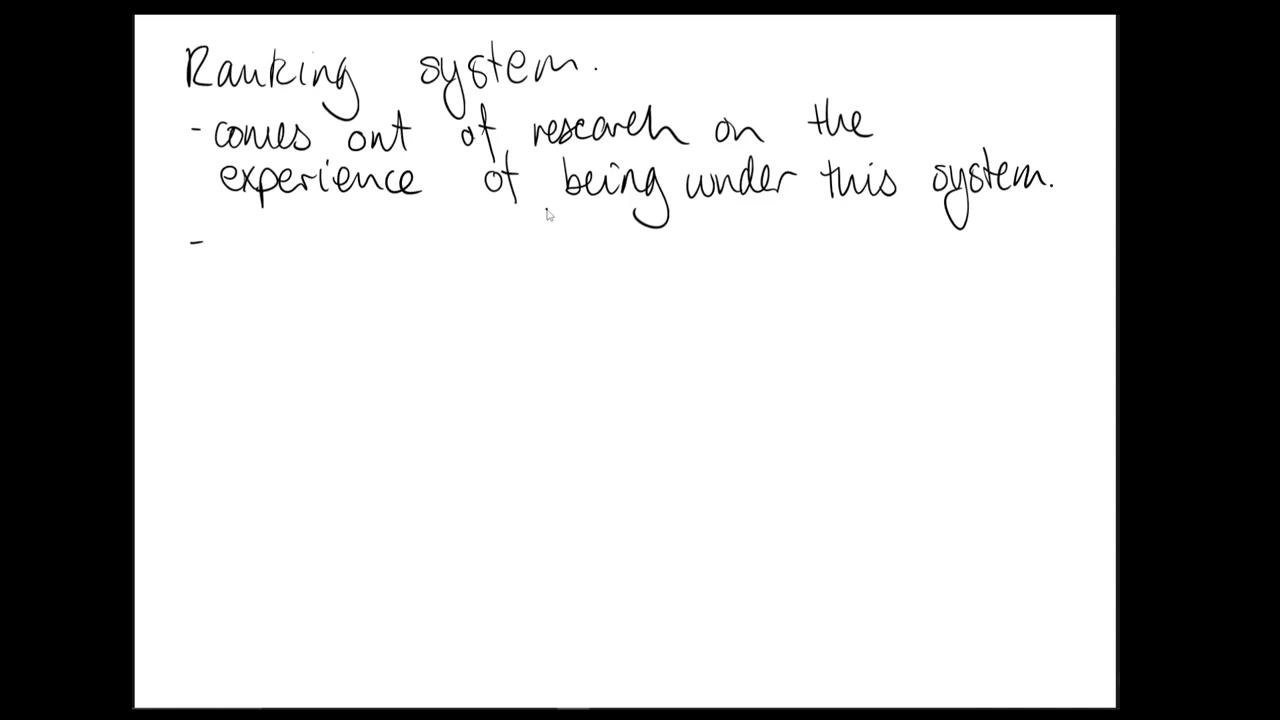 Ranking system.
- comes out of research on the
experience of being under this system.
-